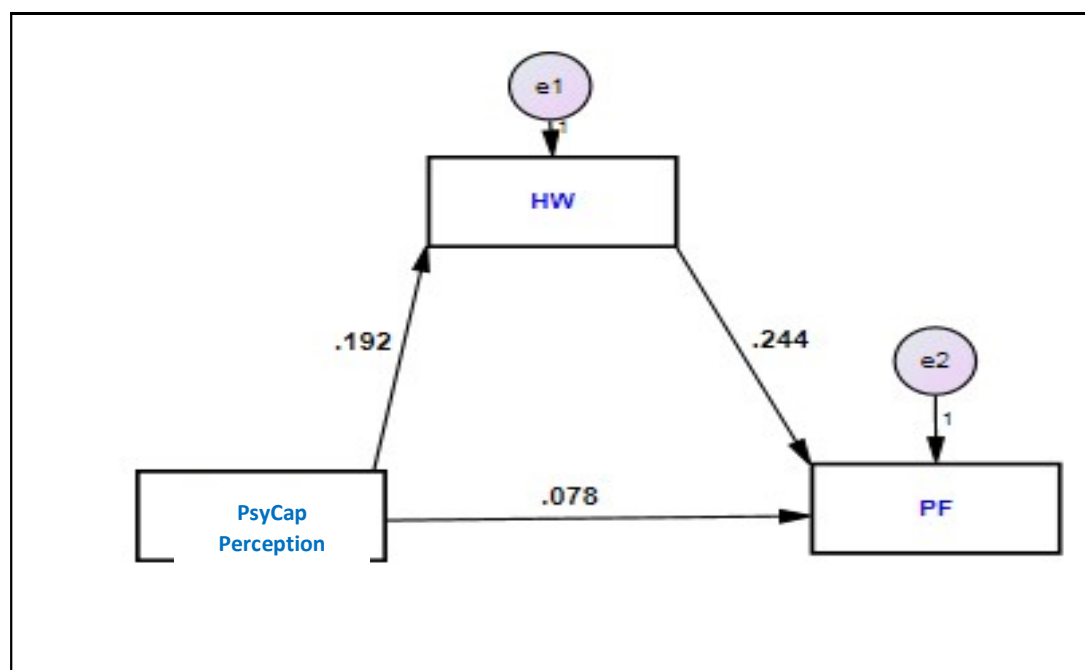 e1
1
HW
.192
.244
e2
1
PsyCap
Perception
.078
PF